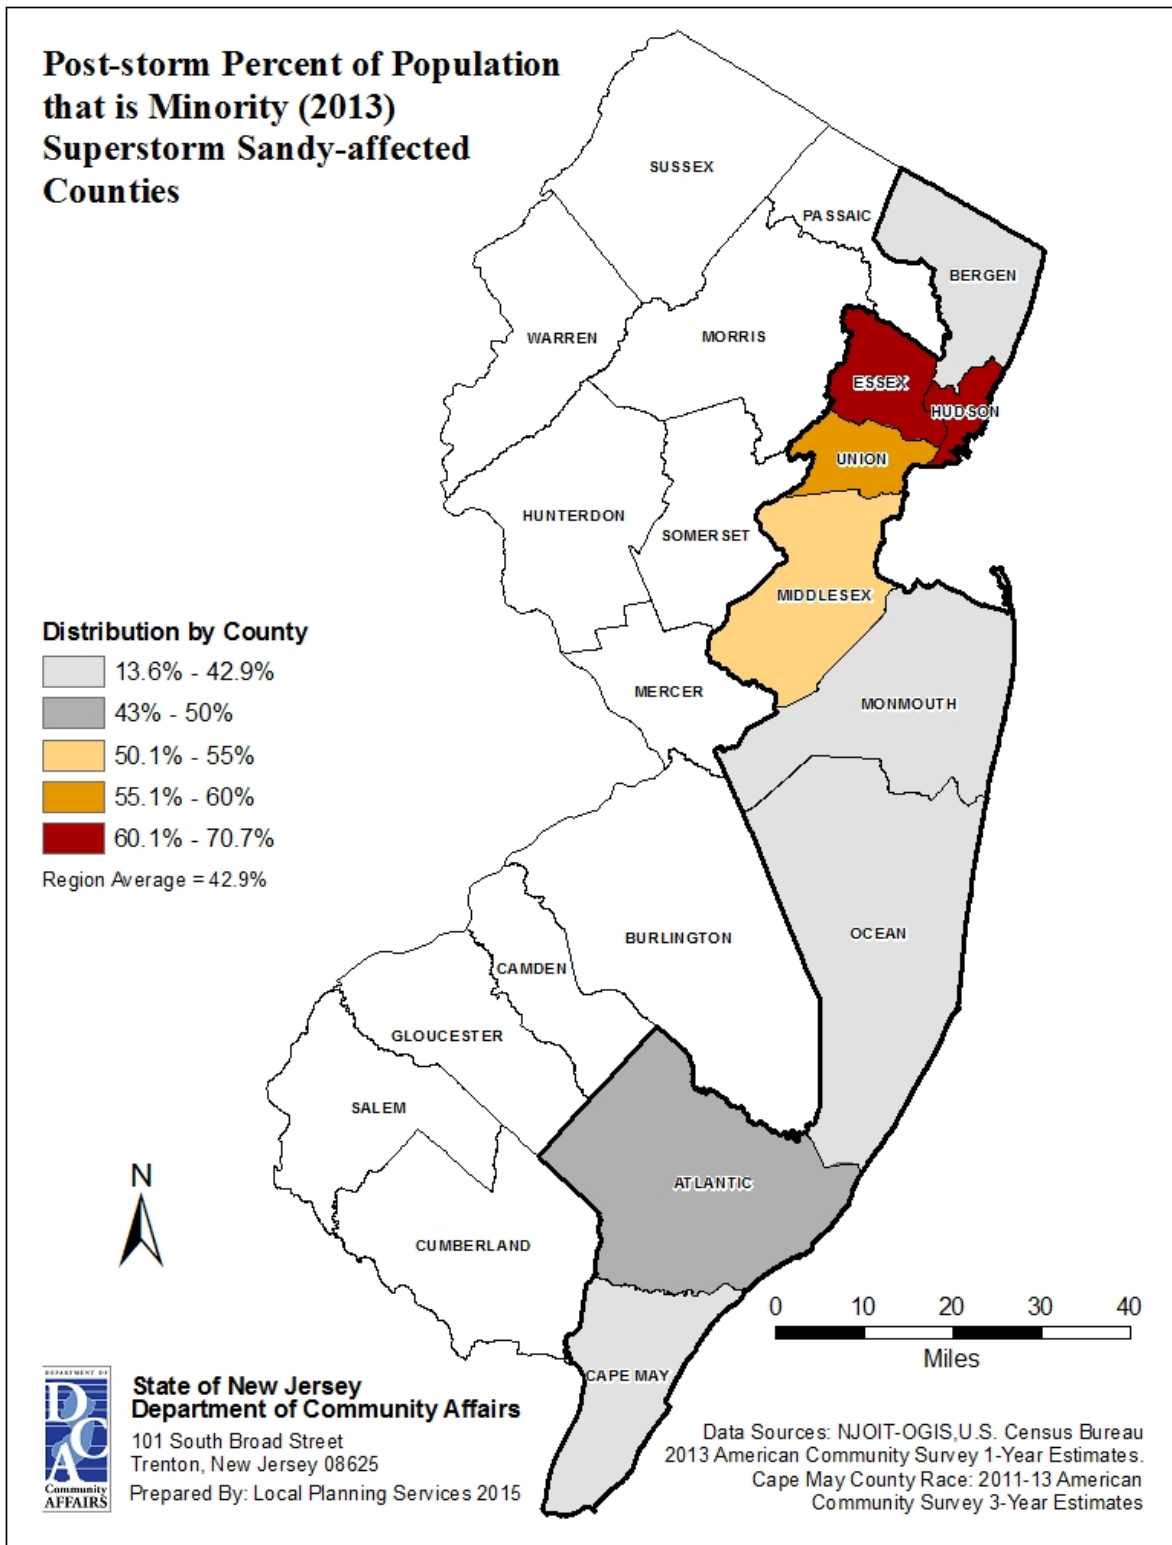 Post-storm Percent of Population
that is Minority (2013)
Superstorm Sandy-affected
Counties
SUSSEX
PASSAIC
BERGEN
WARREN
MORRIS
ESSEX
HUDSON
UNION
HUNTERDON
SOMERSET
MIDDLESEX
MERCER
MONMOUTH
Distribution by County
13.6% - 42.9%
43% - 50%
50.1% - 55%
55.1% - 60%
60.1% - 70.7%
Region Average = 42.9%
OCEAN
BURLINGTON
CAMDEN
GLOUCESTER
SALEM
ATLANTIC
CUMBERLAND
CAPE MAY
N
0 10 20 30 40
Miles
DEPARTMENT OF
D
C
A
Community
AFFAIRS
State of New Jersey
Department of Community Affairs
101 South Broad Street
Trenton, New Jersey 08625
Prepared By: Local Planning Services 2015
Data Sources: NJOIT-OGIS,U.S. Census Bureau
2013 American Community Survey 1-Year Estimates.
Cape May County Race: 2011-13 American
Community Survey 3-Year Estimates